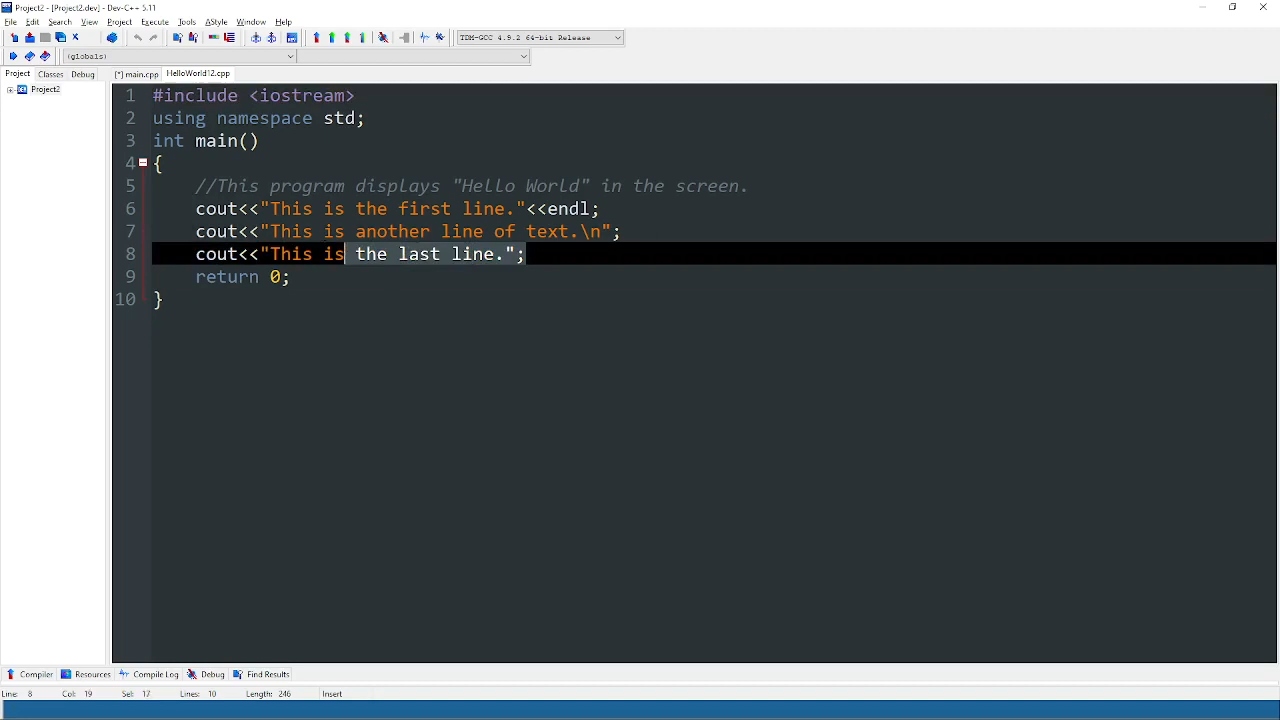 Project2 - [Project2.dev] - Dev-C++ 5.11
File Edit Search View Project Execute Tools AStyle Window Help
TDM-GCC 4.9.2 64-bit Release
(globals)
Project Classes Debug [*] main.cpp HelloWorld12.cpp
Project2
1 #include <iostream>
2 using namespace std;
3 int main()
4 {
5 //This program displays "Hello World" in the screen.
6 cout<<"This is the first line."<<endl;
7 cout<<"This is another line of text.\n";
8 cout<<"This is the last line.";
9 return 0;
10 }
Compiler Resources Compile Log Debug Find Results
Line: 8 Col: 19 Sel: 17 Lines: 10 Length: 246 Insert